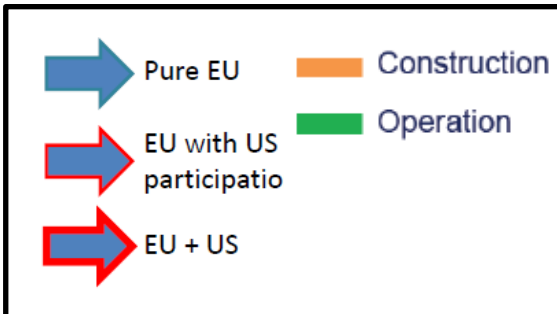 Pure EU
EU with US
participatio
EU + US
Construction
Operation